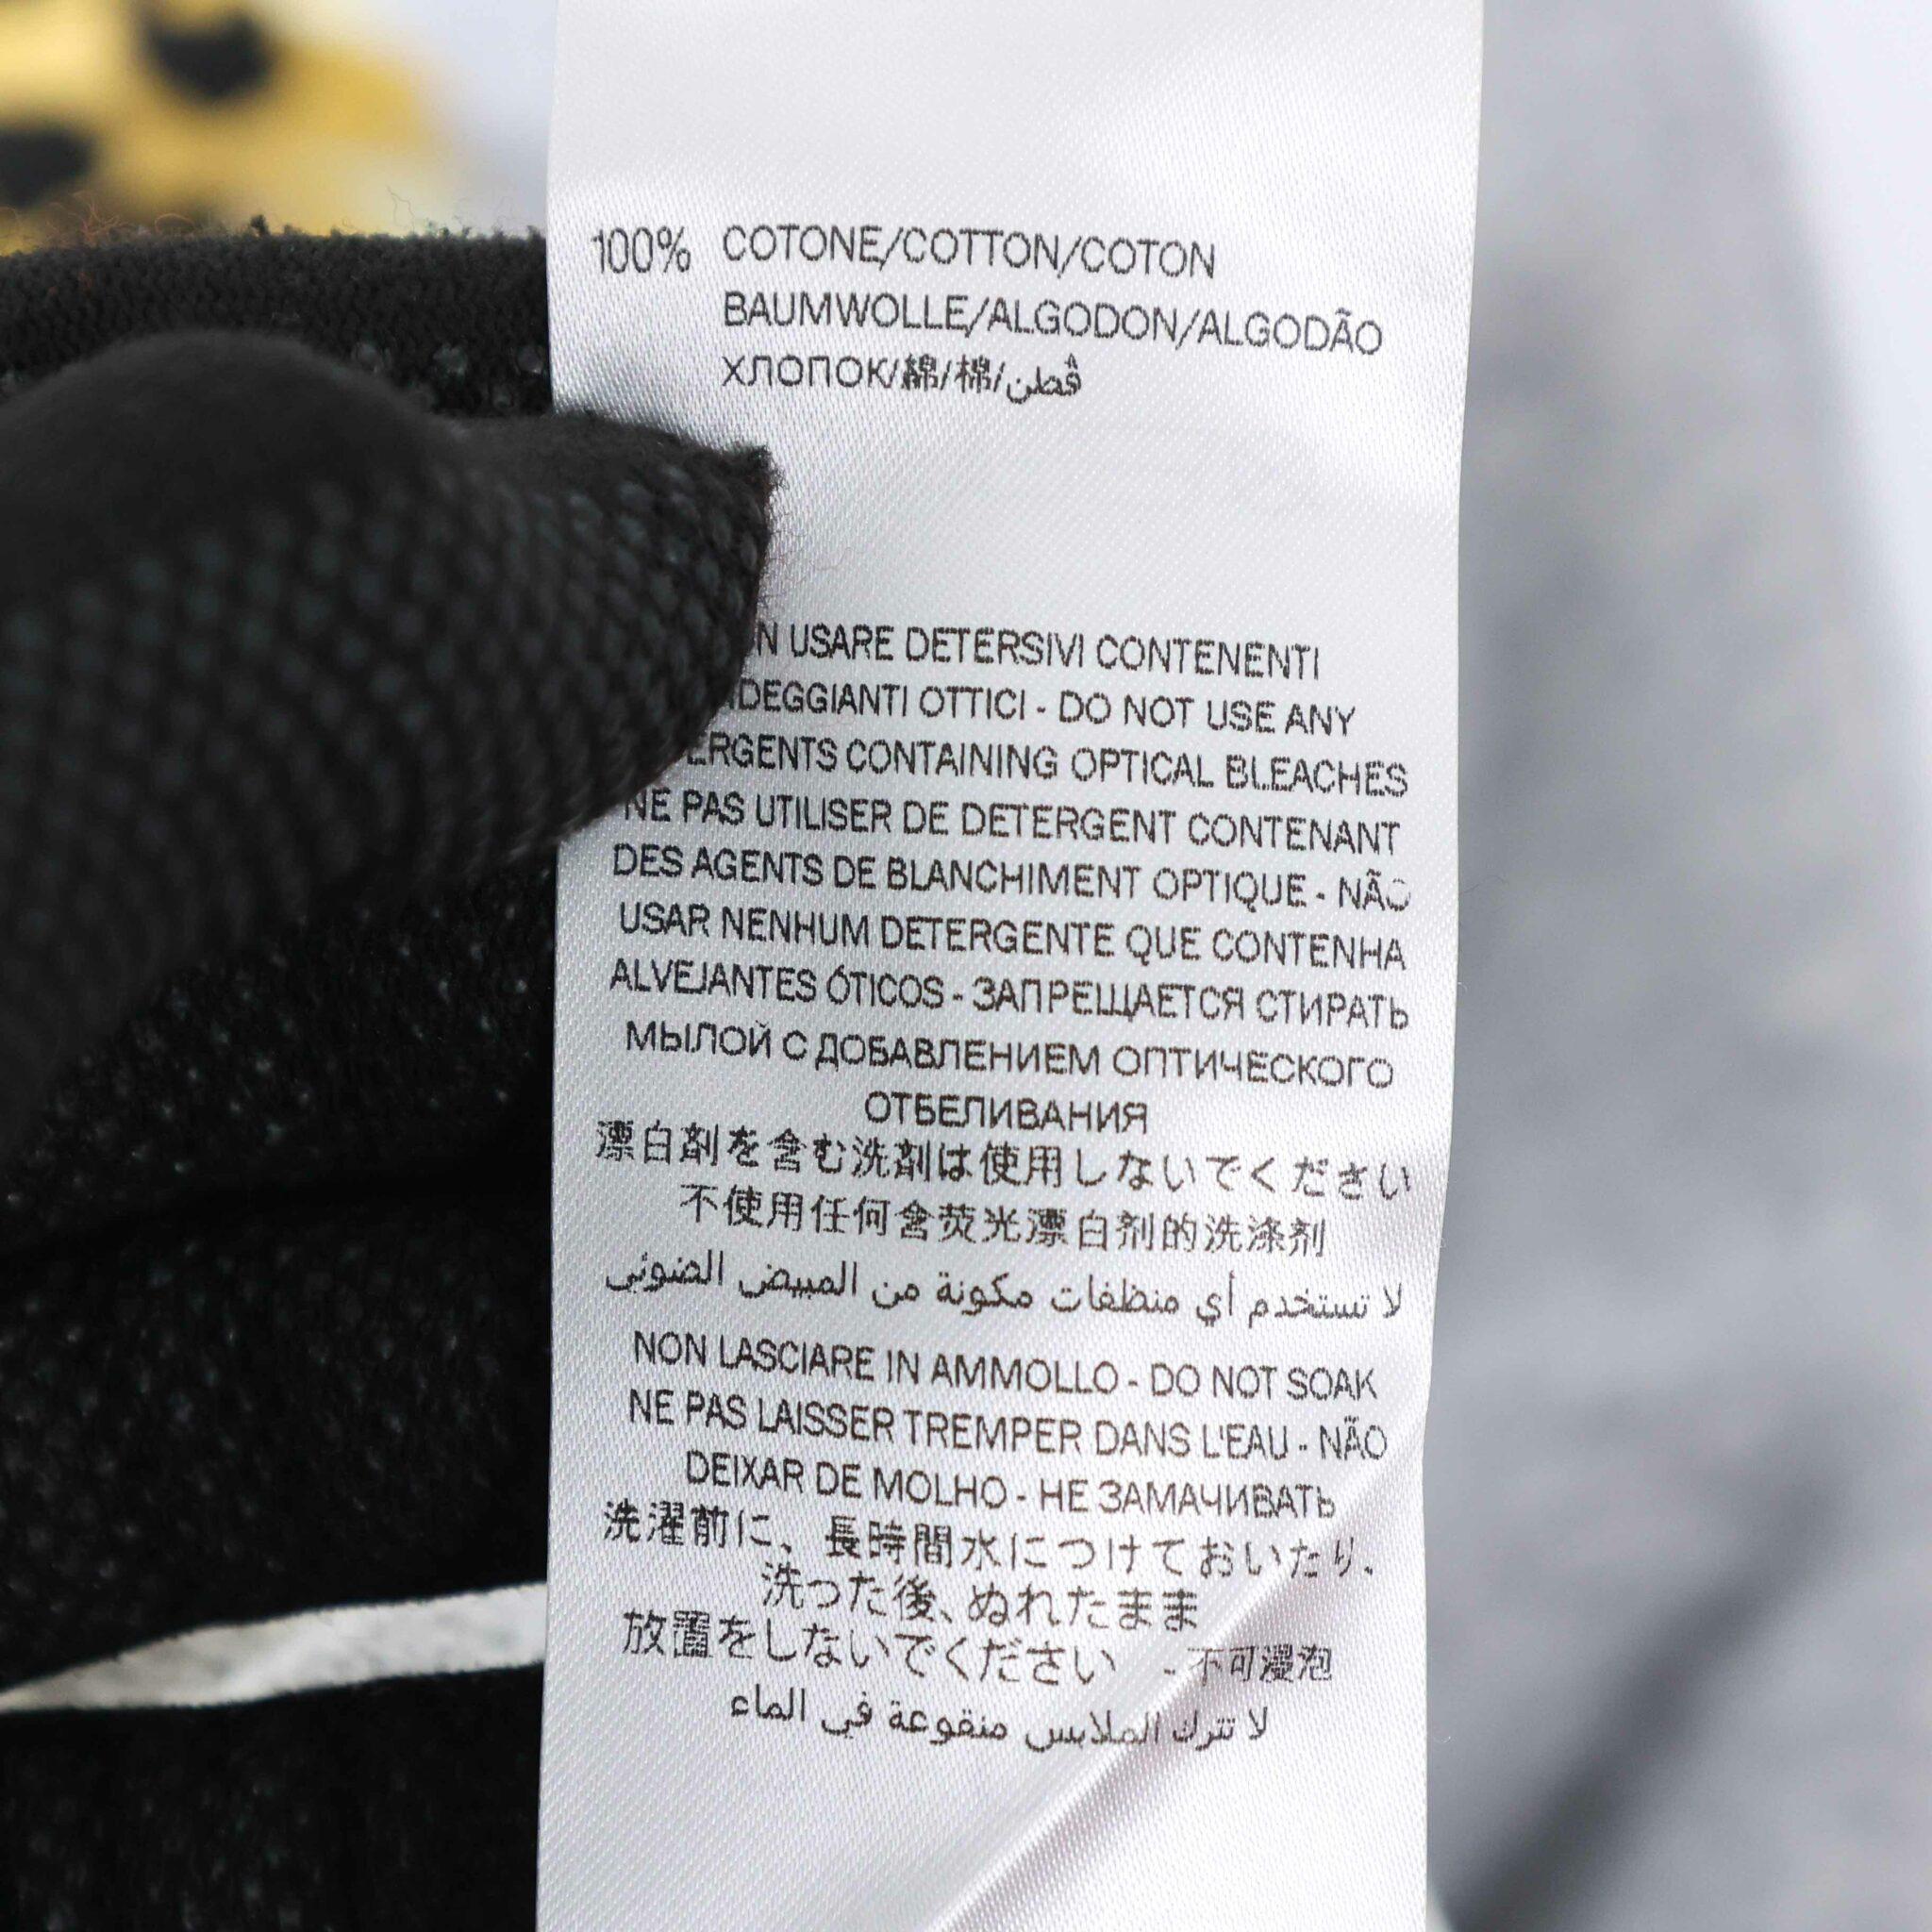 100% COTONE/COTTON/COTON
BAUMWOLLE/ALGODON/ALGODÃO
ХЛОПОК/綿/棉/قطن
USARE DETERSIVI CONTENENTI
OTTICI - DO NOT USE ANY
CONTAINING OPTICAL BLEACHES
NE PAS UTILISER DE DETERGENT CONTENANT
DES AGENTS DE BLANCHIMENT OPTIQUE - NÃO
USAR NENHUM DETERGENTE QUE CONTENHA
ALVEJANTES ÓTICOS - ЗАПРЕЩАЕТСЯ СТИРАТЬ
МЫЛОЙ С ДОБАВЛЕНИЕМ ОПТИЧЕСКОГО
ОТБЕЛИВАНИЯ
漂白剤を含む洗剤は使用しないでください
不使用任何含荧光漂白剂的洗涤剂
لا تستخدم أي منظفات مكونة من المبيض الضوئي
NON LASCIARE IN AMMOLLO - DO NOT SOAK
NE PAS LAISSER TREMPER DANS L'EAU - NÃO
DEIXAR DE MOLHO - НЕ ЗАМАЧИВАТЬ
洗濯前に、長時間水につけておいたり、
洗った後、ぬれたまま
放置をしないでください - 不可漫泡
لا تترك الملابس منقوعة في الماء